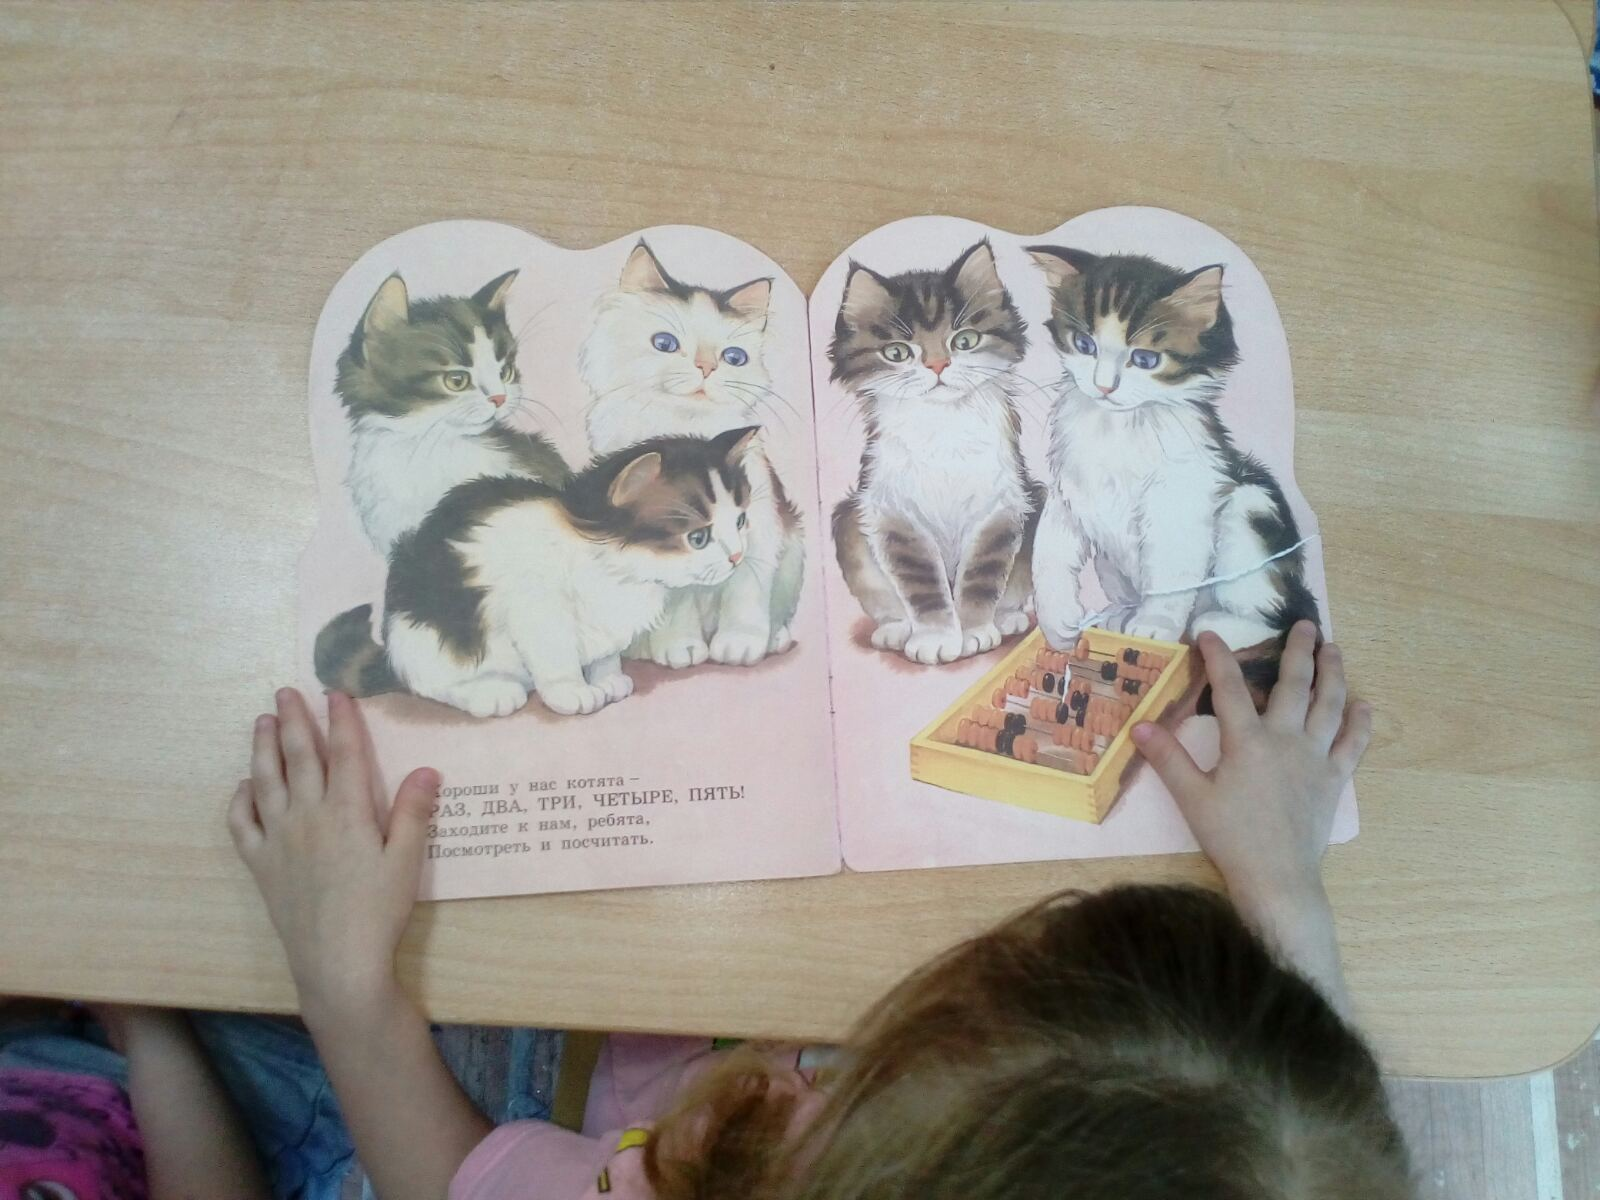 Хороши у нас котята –
РАЗ, ДВА, ТРИ, ЧЕТЫРЕ, ПЯТЬ!
Заходите к нам, ребята,
Посмотреть и посчитать.